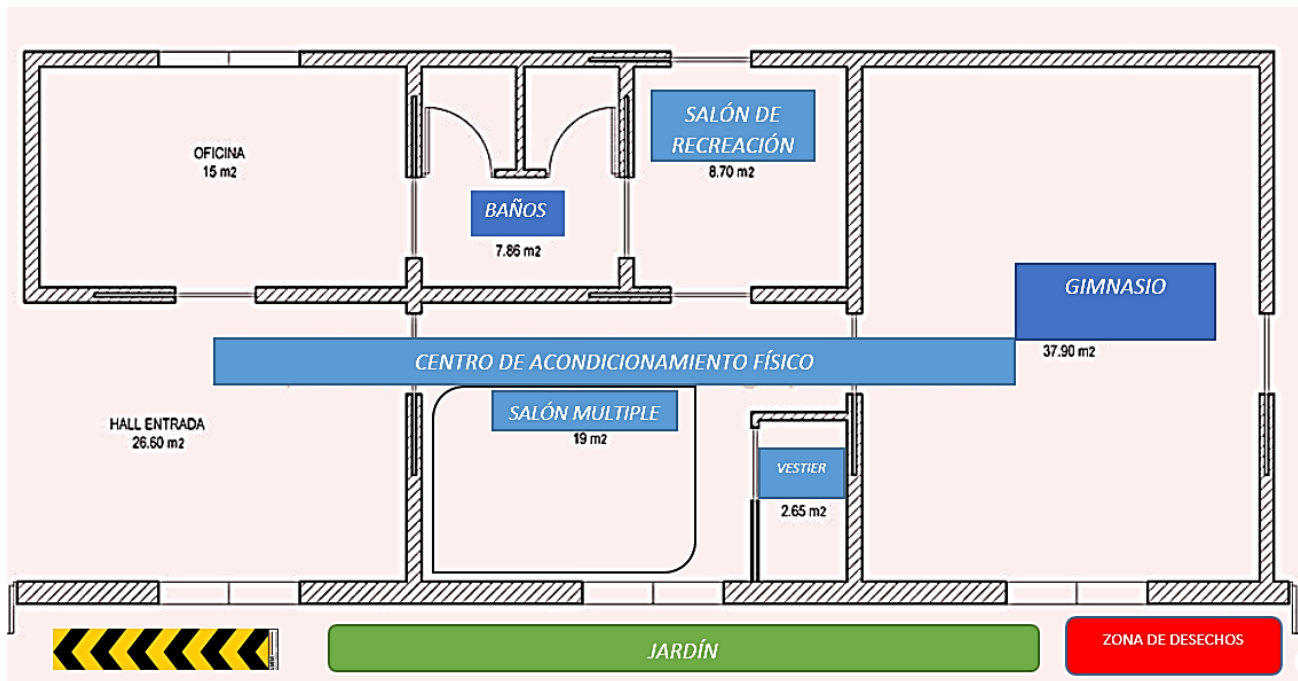 SALÓN DE
RECREACIÓN
8.70 m2
OFICINA
15 m2
BAÑOS
7.86 m2
GIMNASIO
37.90 m2
CENTRO DE ACONDICIONAMIENTO FÍSICO
SALÓN MULTIPLE
19 m2
HALL ENTRADA
26.60 m2
VESTIER
2.65 m2
JARDÍN
ZONA DE DESECHOS